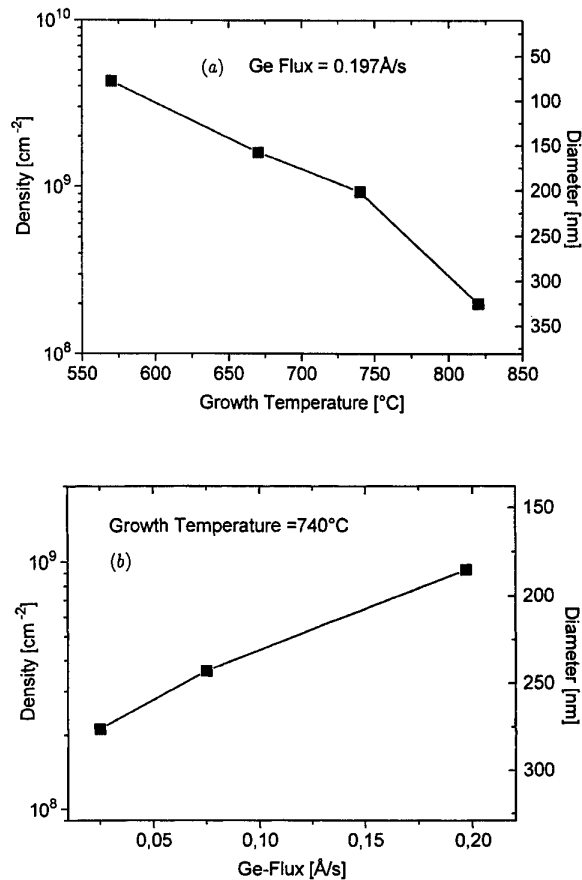 10^10
(a) Ge Flux = 0.197Å/s
50
100
150
10^9
200
250
300
350
10^8
Density [cm^-2]
Diameter [nm]
550 600 650 700 750 800 850
Growth Temperature [°C]
150
Growth Temperature =740°C
(b)
10^9
200
250
300
10^8
Density [cm^-2]
Diameter [nm]
0,05 0,10 0,15 0,20
Ge-Flux [Å/s]